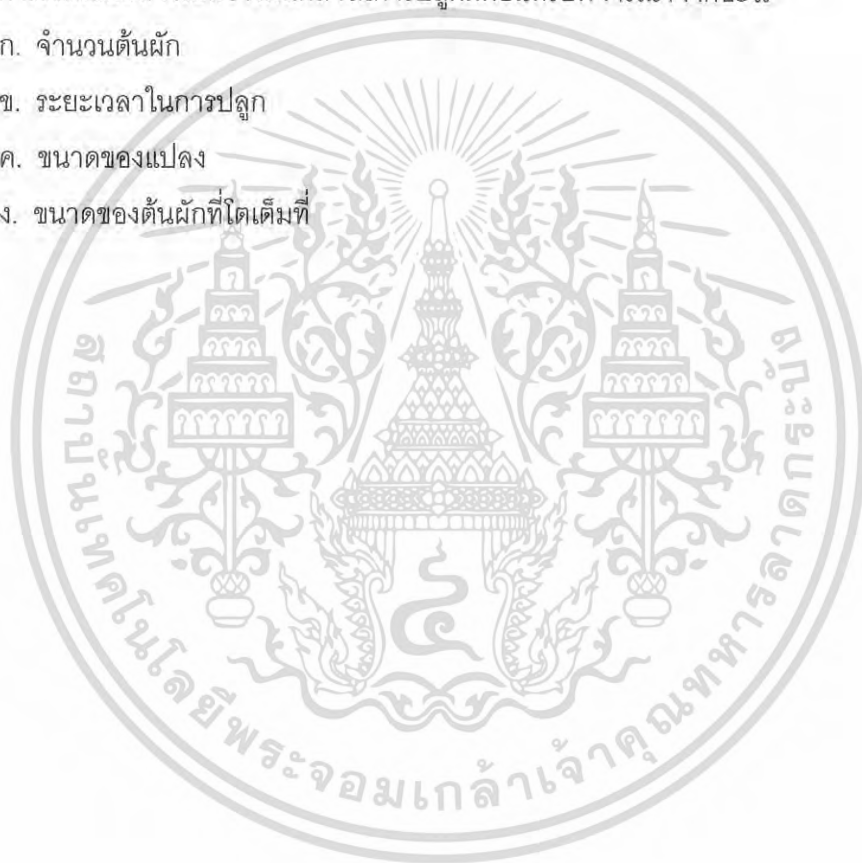 ก. จำนวนต้นผัก
ข. ระยะเวลาในการปลูก
ค. ขนาดของแปลง
ง. ขนาดของต้นผักที่โตเต็มที่
สถาบันเทคโนโลยีพระจอมเกล้าเจ้าคุณทหารลาดกระบัง